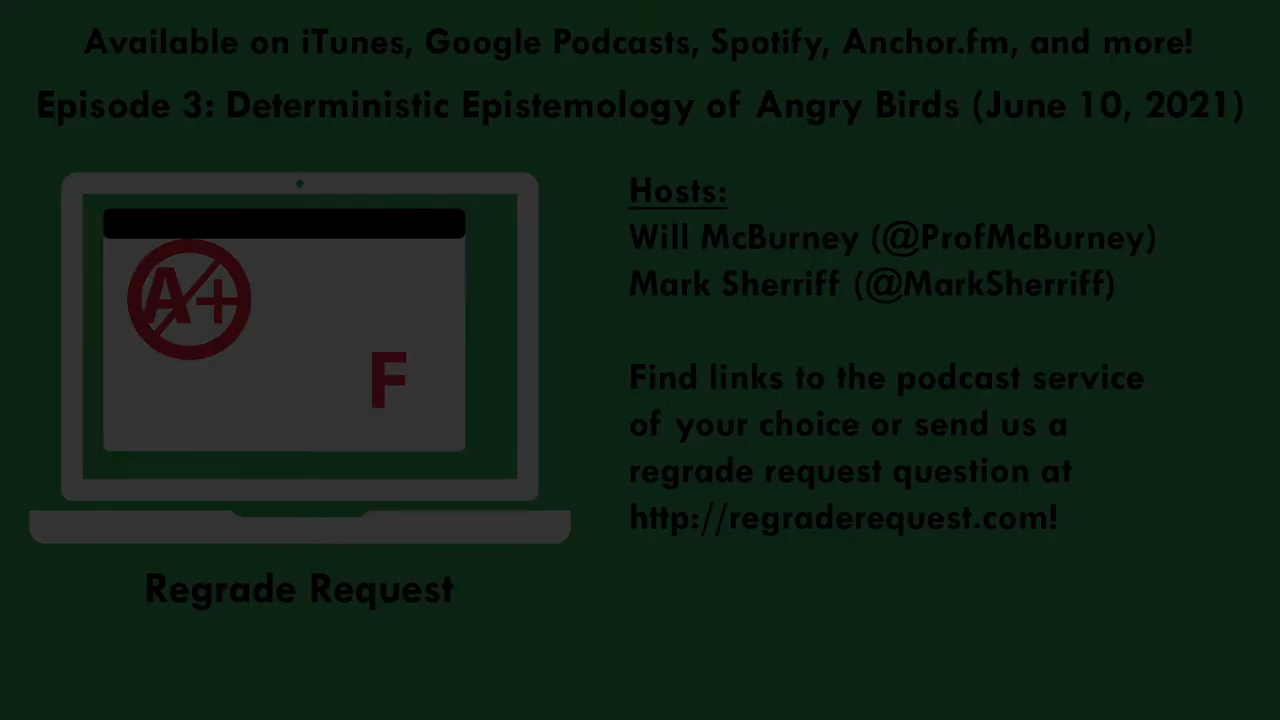 Available on iTunes, Google Podcasts, Spotify, Anchor.fm, and more!
Episode 3: Deterministic Epistemology of Angry Birds (June 10, 2021)
A+
F
Regrade Request
Hosts:
Will McBurney (@ProfMcBurney)
Mark Sherriff (@MarkSherriff)
Find links to the podcast service
of your choice or send us a
regrade request question at
http://regraderequest.com!